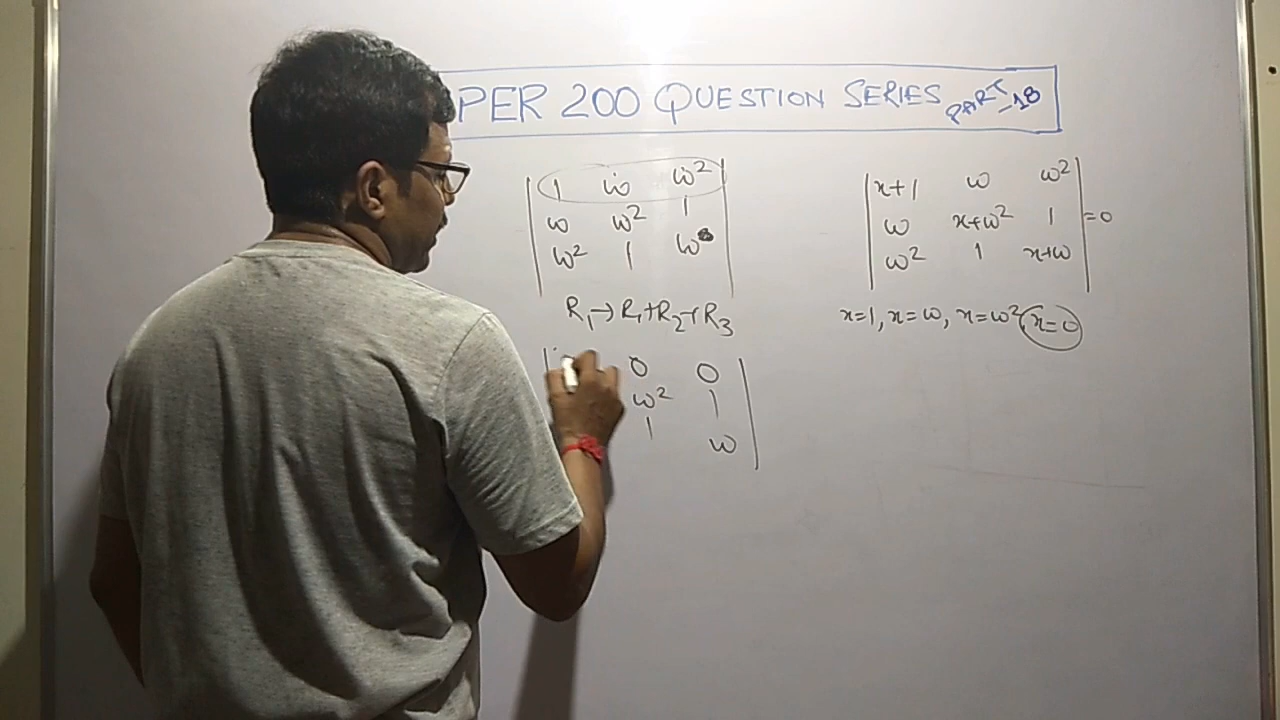 PER 200 QUESTION SERIES PART-18
1 ω ω²
ω ω² 1
ω² 1 ω
R₁→R₁+R₂+R₃
0 0
ω² 1
1 ω
x+1 ω ω²
ω x+ω² 1 =0
ω² 1 x+ω
x=1, x=ω, x=ω², x=0